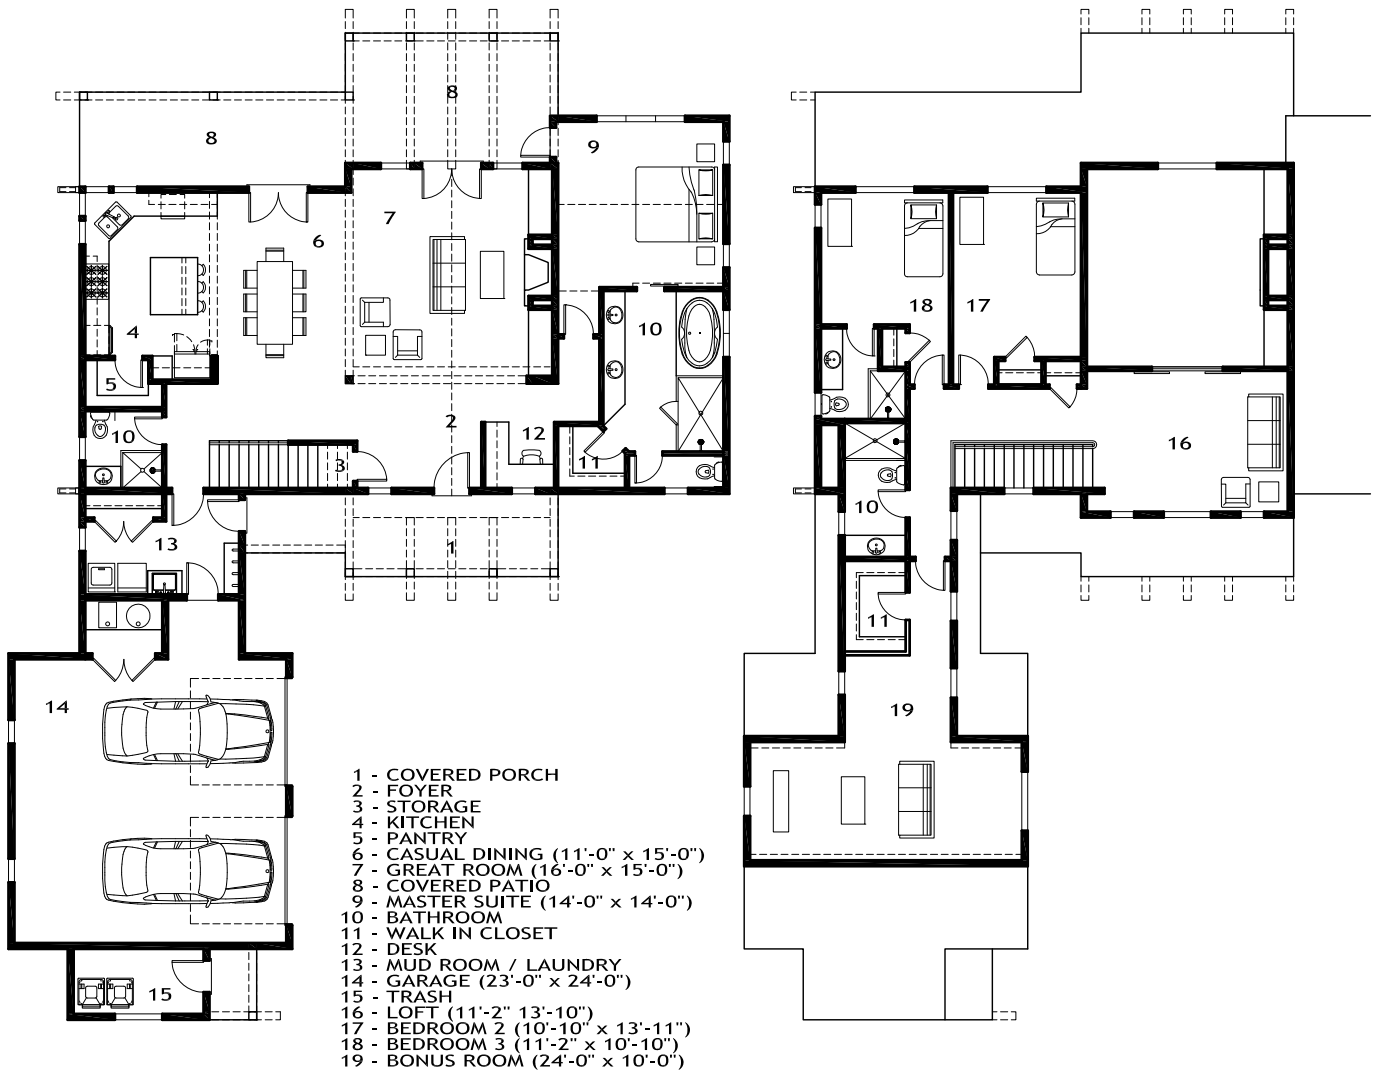 8
8
9
7
6
18
17
10
4
5
2
12
10
16
3
11
10
13
1
11
14
19
15
1 - COVERED PORCH
2 - FOYER
3 - STORAGE
4 - KITCHEN
5 - PANTRY
6 - CASUAL DINING (11'-0" x 15'-0")
7 - GREAT ROOM (16'-0" x 15'-0")
8 - COVERED PATIO
9 - MASTER SUITE (14'-0" x 14'-0")
10 - BATHROOM
11 - WALK IN CLOSET
12 - DESK
13 - MUD ROOM / LAUNDRY
14 - GARAGE (23'-0" x 24'-0")
15 - TRASH
16 - LOFT (11'-2" 13'-10")
17 - BEDROOM 2 (10'-10" x 13'-11")
18 - BEDROOM 3 (11'-2" x 10'-10")
19 - BONUS ROOM (24'-0" x 10'-0")